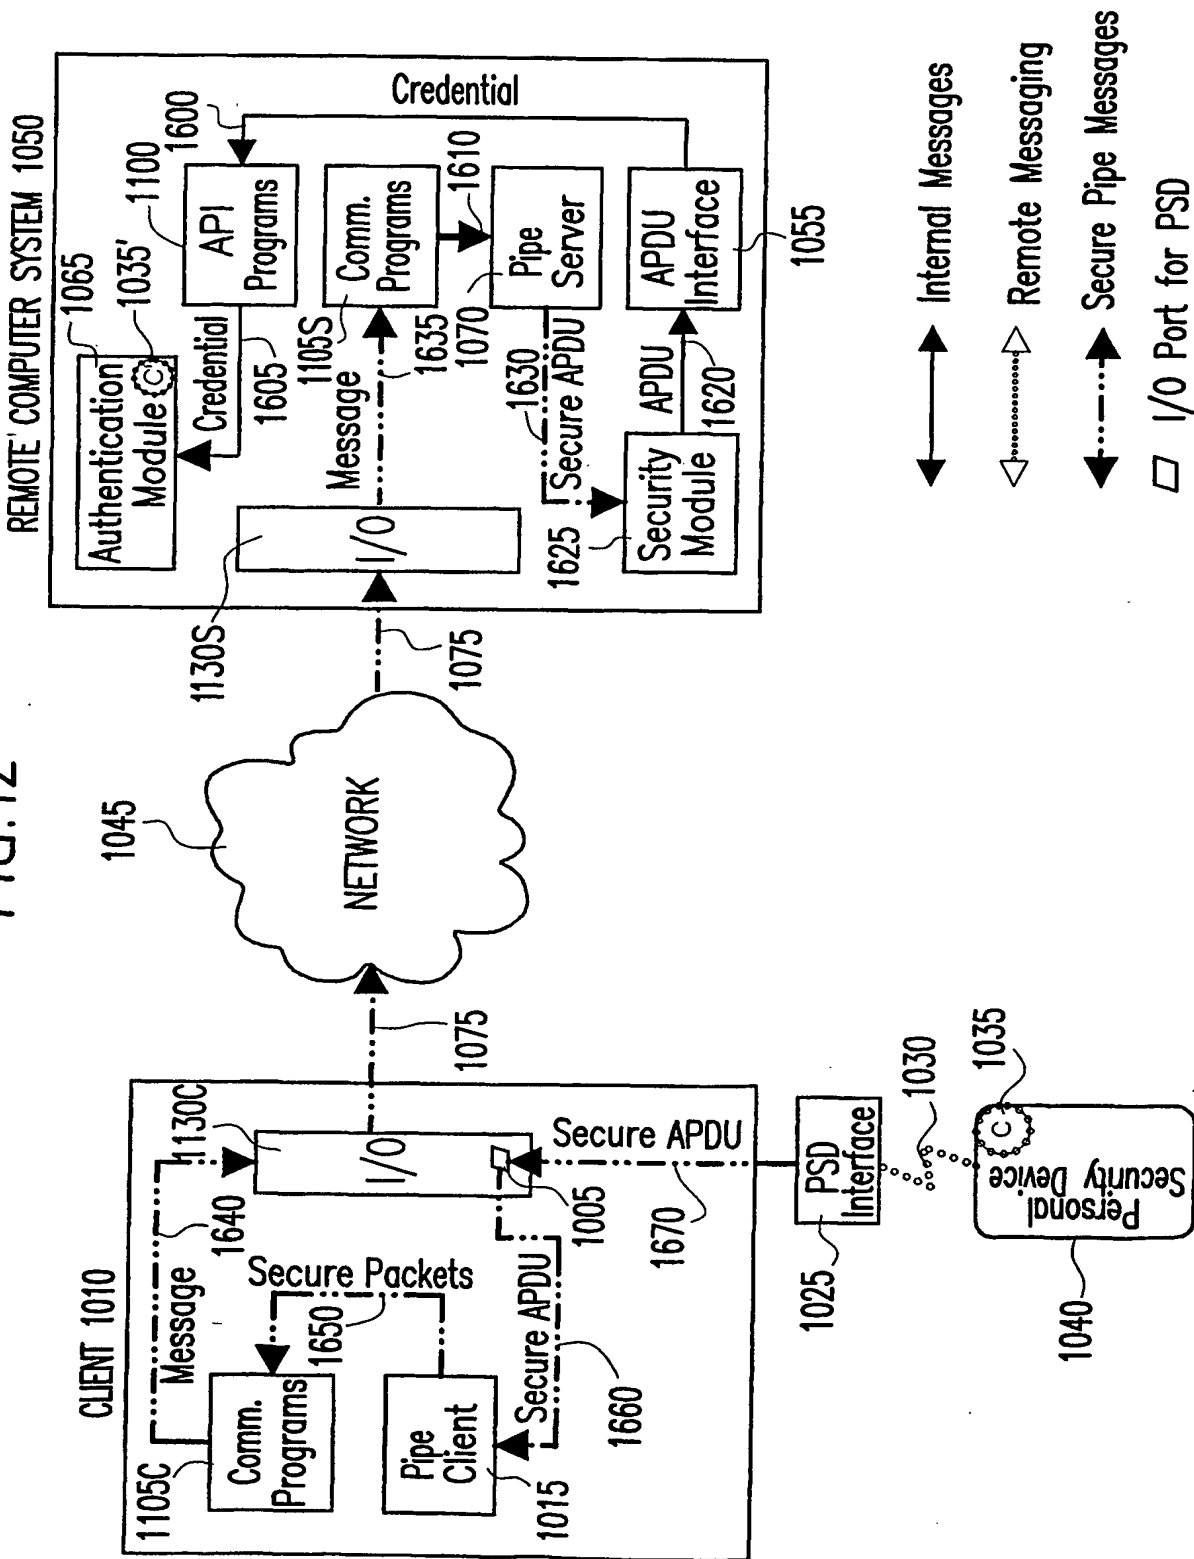 FIG.12
REMOTE COMPUTER SYSTEM 1050
Authentication
Module
C
1065
1035'
1100
1600
API
Programs
Credential
1605
Credential
Comm.
Programs
1105S
1635
Message
1610
I/O
1130S
Pipe
Server
1070
1630
Secure APDU
Security
Module
1625
APDU
1620
APDU
Interface
1055
1075
NETWORK
1045
1075
CLIENT 1010
1130C
I/O
1640
Message
Comm.
Programs
1105C
Secure Packets
1650
Pipe
Client
1015
Secure APDU
1660
1005
Secure APDU
1670
PSD
Interface
1025
1030
1035
C
Personal
Security Device
1040
Internal Messages
Remote Messaging
Secure Pipe Messages
I/O Port for PSD